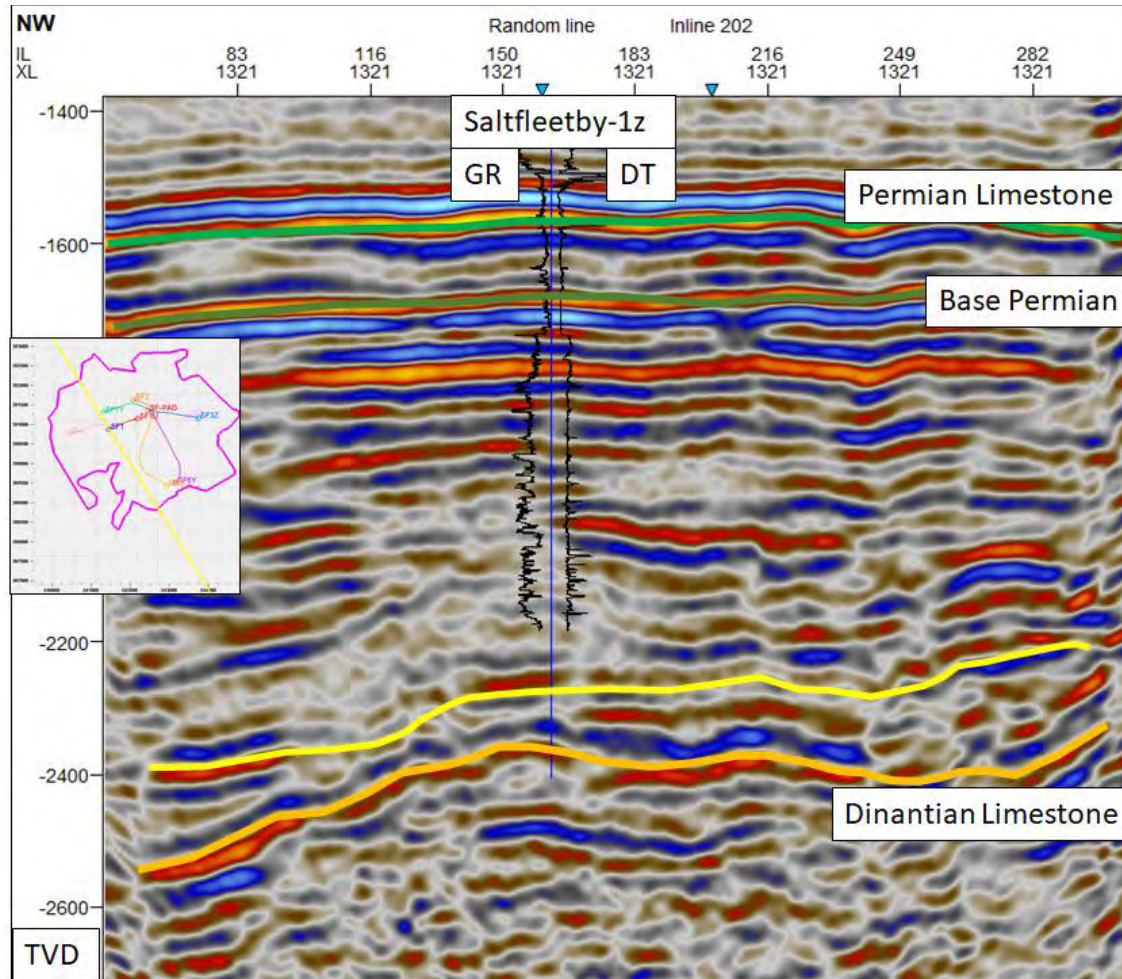 NW
Random line Inline 202
IL 83 116 150 183 216 249 282
XL 1321 1321 1321 1321 1321 1321 1321
-1400
Saltfleetby-1z
GR DT
Permian Limestone
-1600
Base Permian
-2200
-2400
Dinantian Limestone
-2600
TVD